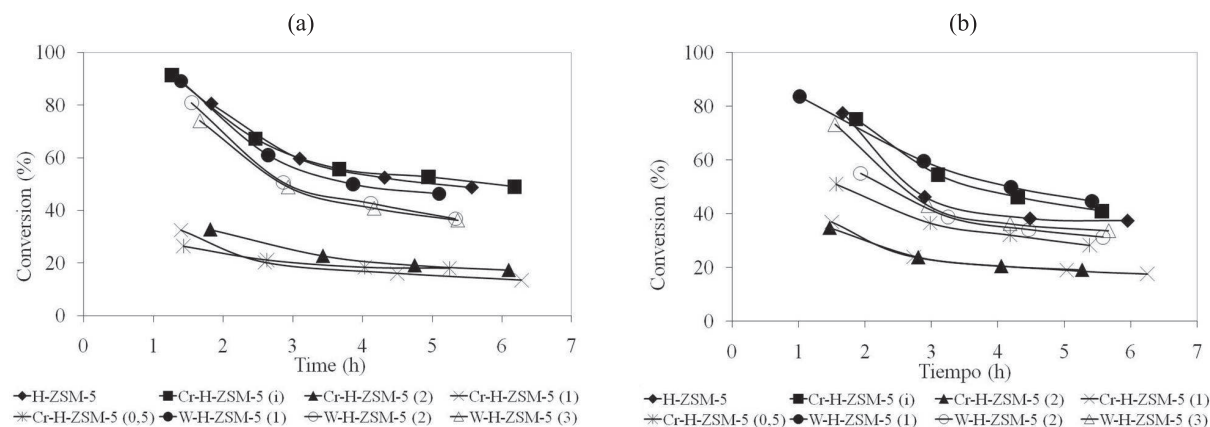 (a)
100
80
60
40
20
0
Conversion (%)
0 1 2 3 4 5 6 7
Time (h)
H-ZSM-5 Cr-H-ZSM-5 (i) Cr-H-ZSM-5 (2) Cr-H-ZSM-5 (1)
Cr-H-ZSM-5 (0,5) W-H-ZSM-5 (1) W-H-ZSM-5 (2) W-H-ZSM-5 (3)
(b)
100
80
60
40
20
0
Conversion (%)
0 1 2 3 4 5 6 7
Tiempo (h)
H-ZSM-5 Cr-H-ZSM-5 (i) Cr-H-ZSM-5 (2) Cr-H-ZSM-5 (1)
Cr-H-ZSM-5 (0,5) W-H-ZSM-5 (1) W-H-ZSM-5 (2) W-H-ZSM-5 (3)